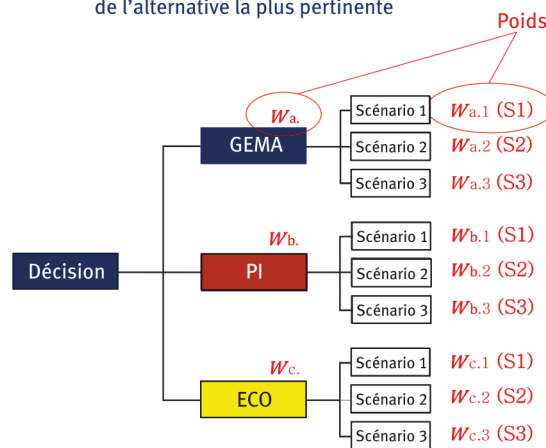 de l'alternative la plus pertinente
Poids
Wa.
GEMA
Scénario 1 Wa.1 (S1)
Scénario 2 Wa.2 (S2)
Scénario 3 Wa.3 (S3)
Décision
Wb.
PI
Scénario 1 Wb.1 (S1)
Scénario 2 Wb.2 (S2)
Scénario 3 Wb.3 (S3)
Wc.
ECO
Scénario 1 Wc.1 (S1)
Scénario 2 Wc.2 (S2)
Scénario 3 Wc.3 (S3)